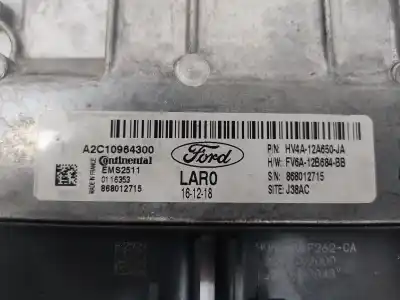 A2C10964300
Continental
EMS2511
0116353
868012715
MADE IN FRANCE
Ford
LARO
16-12-18
P/N: HV4A-12A650-JA
H/W: FV6A-12B684-BB
S/N: 868012715
SITE: J38AC